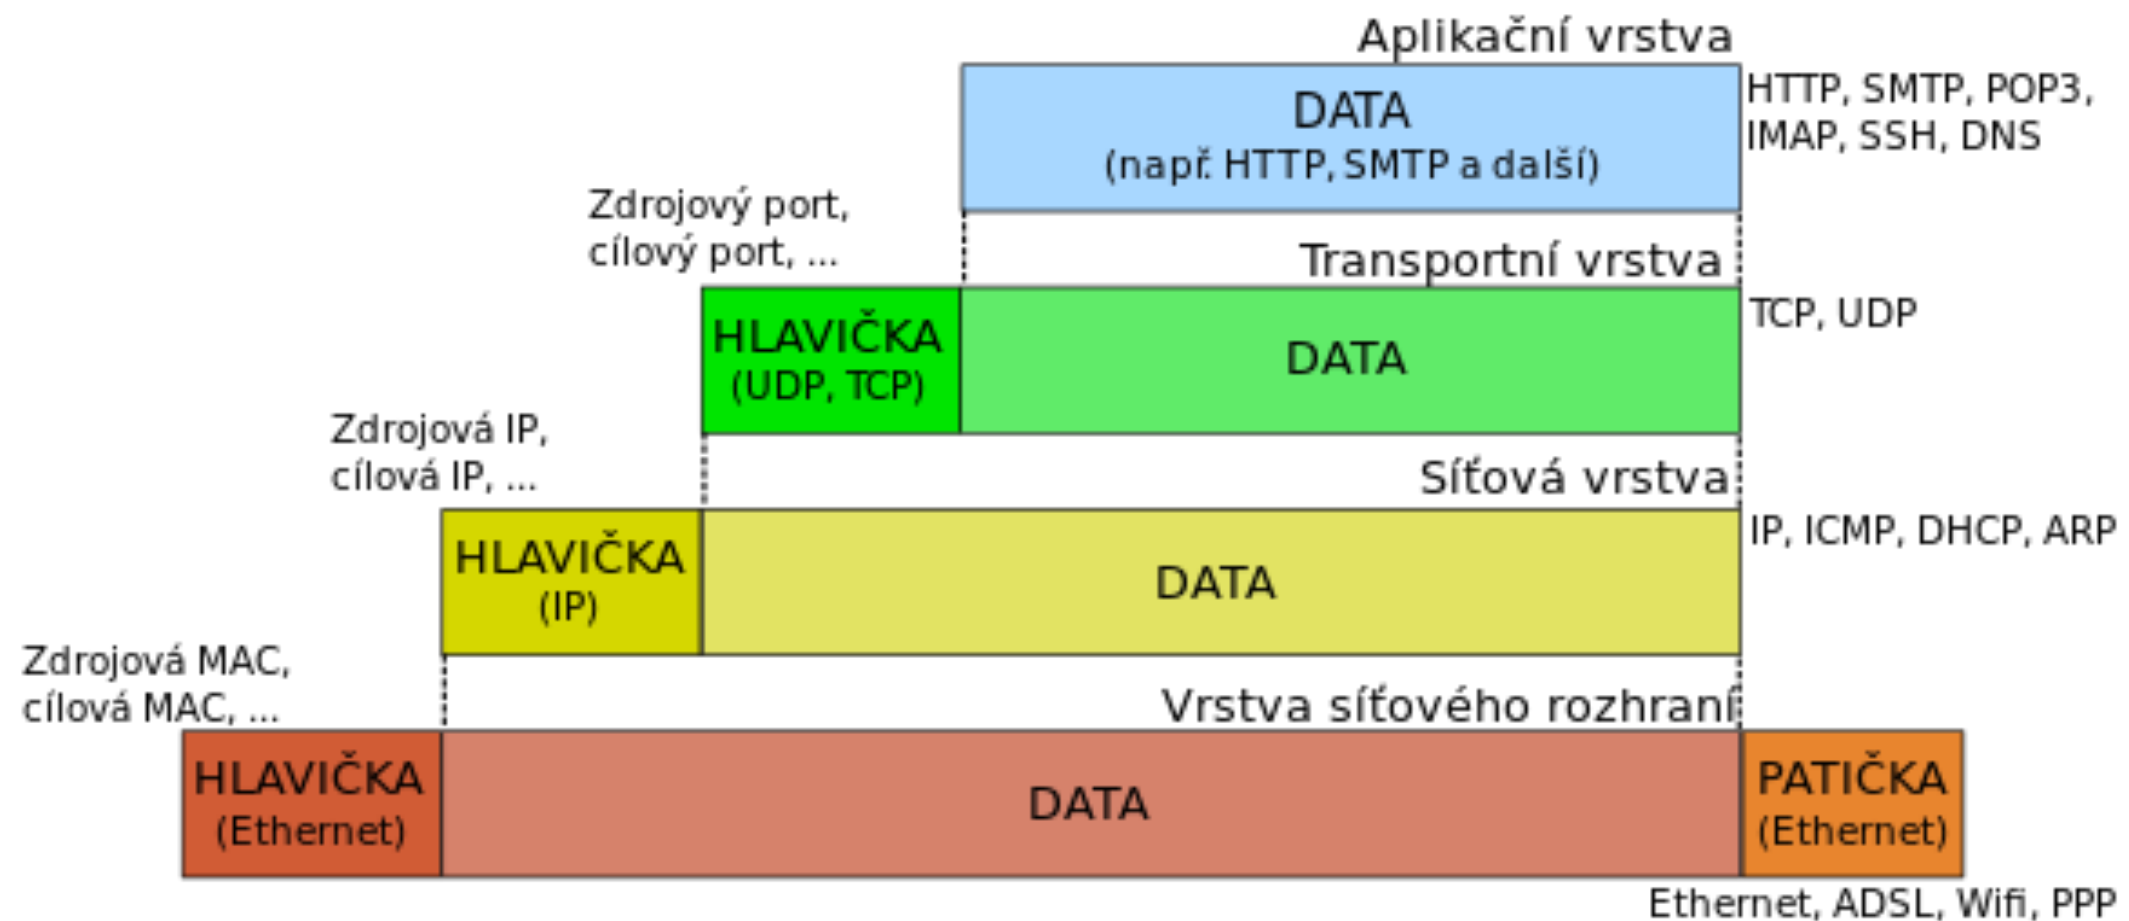 Aplikační vrstva
DATA
(např. HTTP, SMTP a další)
HTTP, SMTP, POP3,
IMAP, SSH, DNS
Zdrojový port,
cílový port, ...
Transportní vrstva
HLAVIČKA
(UDP, TCP)
DATA
TCP, UDP
Zdrojová IP,
cílová IP, ...
Síťová vrstva
HLAVIČKA
(IP)
DATA
IP, ICMP, DHCP, ARP
Zdrojová MAC,
cílová MAC, ...
Vrstva síťového rozhraní
HLAVIČKA
(Ethernet)
DATA
PATIČKA
(Ethernet)
Ethernet, ADSL, Wifi, PPP